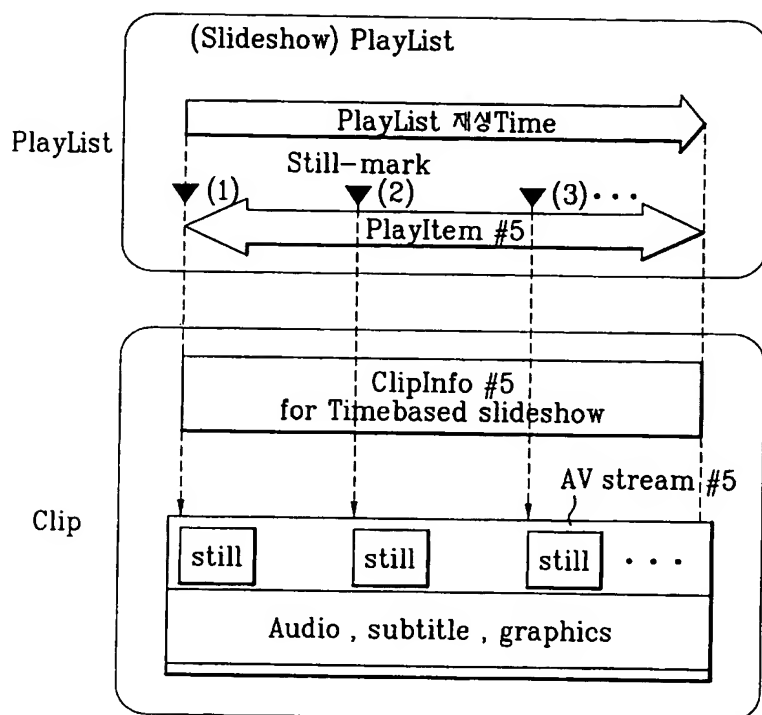 (Slideshow) PlayList
PlayList 재생Time
PlayList
Still-mark
(1) (2) (3) ···
PlayItem #5
ClipInfo #5
for Timebased slideshow
AV stream #5
Clip
still still still ···
Audio , subtitle , graphics